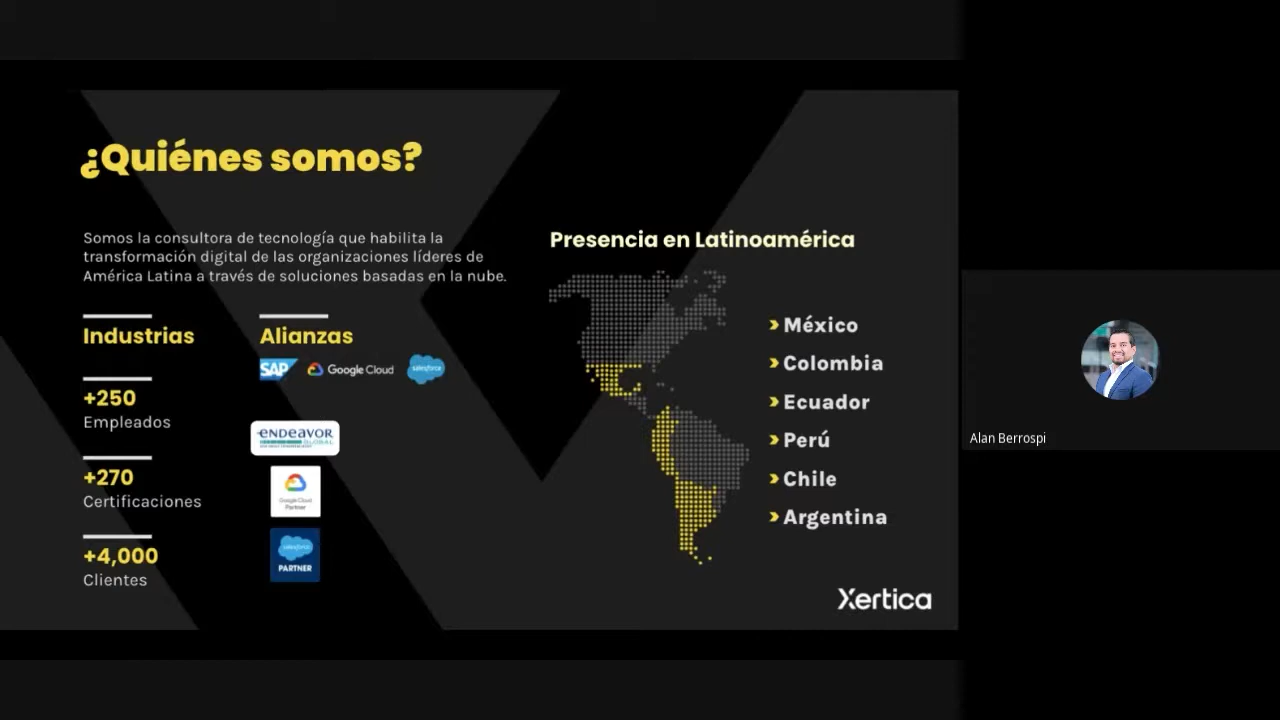 ¿Quiénes somos?
Somos la consultora de tecnología que habilita la
transformación digital de las organizaciones líderes de
América Latina a través de soluciones basadas en la nube.
Industrias
+250
Empleados
+270
Certificaciones
+4,000
Clientes
Alianzas
SAP
Google Cloud
salesforce
endeavor
GLOBAL
Google Cloud
Partner
salesforce
PARTNER
Presencia en Latinoamérica
México
Colombia
Ecuador
Perú
Chile
Argentina
Xertica
Alan Berrospi